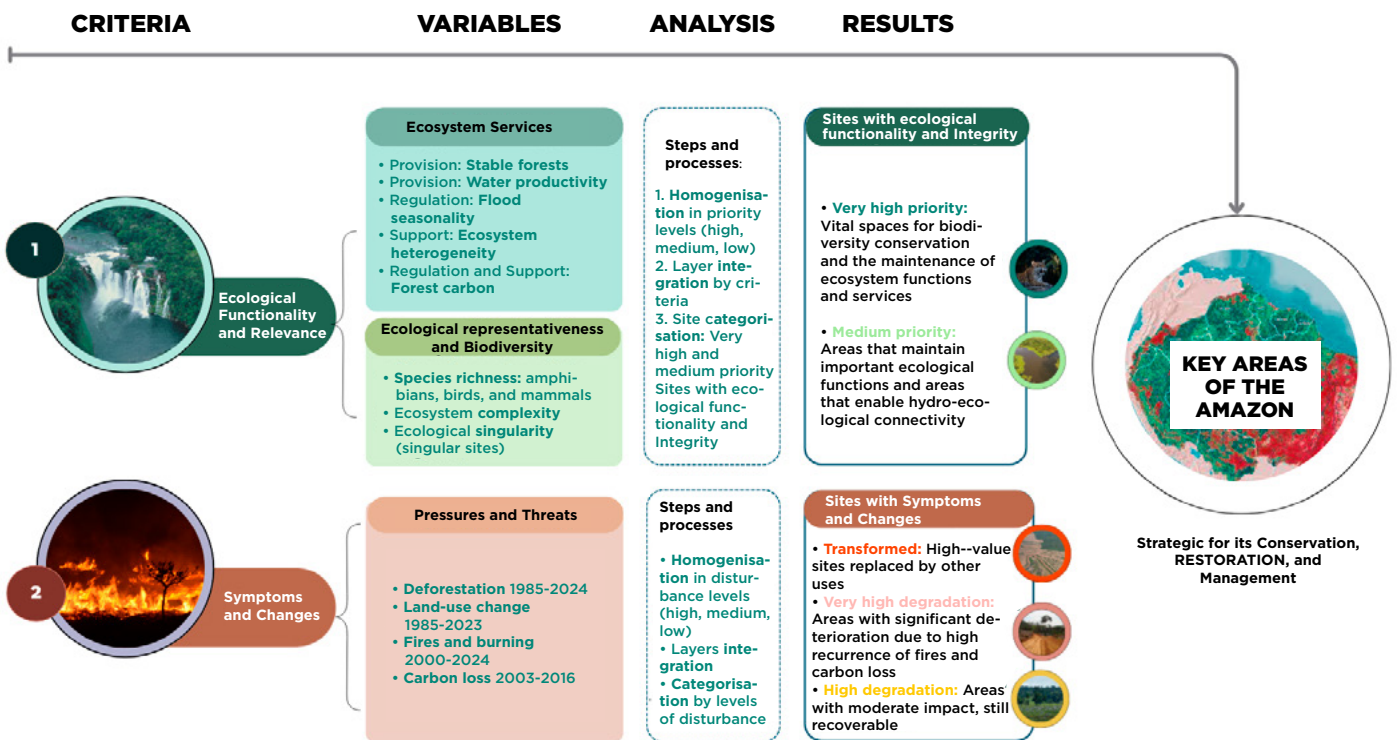 CRITERIA
VARIABLES
ANALYSIS
RESULTS
1
Ecological
Functionality
and Relevance
Ecosystem Services
• Provision: Stable forests
• Provision: Water productivity
• Regulation: Flood
seasonality
• Support: Ecosystem
heterogeneity
• Regulation and Support:
Forest carbon
Ecological representativeness
and Biodiversity
• Species richness: amphi-
bians, birds, and mammals
• Ecosystem complexity
• Ecological singularity
(singular sites)
Steps and
processes:
1. Homogenisa-
tion in priority
levels (high,
medium, low)
2. Layer inte-
gration by cri-
teria
3. Site categori-
sation: Very
high and
medium priority
Sites with eco-
logical func-
tionality and
Integrity
Sites with ecological
functionality and Integrity
• Very high priority:
Vital spaces for biodi-
versity conservation
and the maintenance of
ecosystem functions
and services
• Medium priority:
Areas that maintain
important ecological
functions and areas
that enable hydro-eco-
logical connectivity
2
Symptoms
and Changes
Pressures and Threats
• Deforestation 1985-2024
• Land-use change
1985-2023
• Fires and burning
2000-2024
• Carbon loss 2003-2016
Steps and
processes
• Homogenisa-
tion in distur-
bance levels
(high, medium,
low)
• Layers inte-
gration
• Categorisa-
tion by levels
of disturbance
Sites with Symptoms
and Changes
• Transformed: High--value
sites replaced by other
uses
• Very high degradation:
Areas with significant de-
terioration due to high
recurrence of fires and
carbon loss
• High degradation: Areas
with moderate impact, still
recoverable
KEY AREAS
OF THE
AMAZON
Strategic for its Conservation,
RESTORATION, and
Management